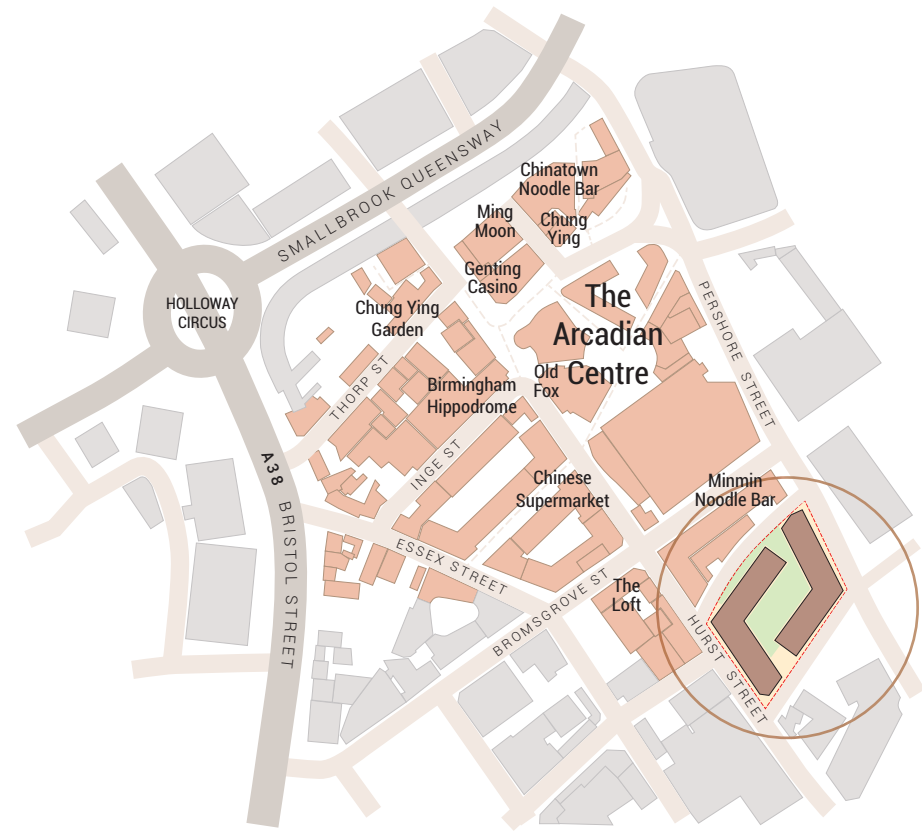 SMALLBROOK QUEENSWAY
Chinatown
Noodle Bar
Ming
Moon
Chung
Ying
Genting
Casino
HOLLOWAY
CIRCUS
Chung Ying
Garden
The
Arcadian
Centre
PERSHORE STREET
THORP ST
Old
Fox
Birmingham
Hippodrome
INGE ST
A38 BRISTOL STREET
Chinese
Supermarket
Minmin
Noodle Bar
ESSEX STREET
BROMSGROVE ST
The
Loft
HURST STREET